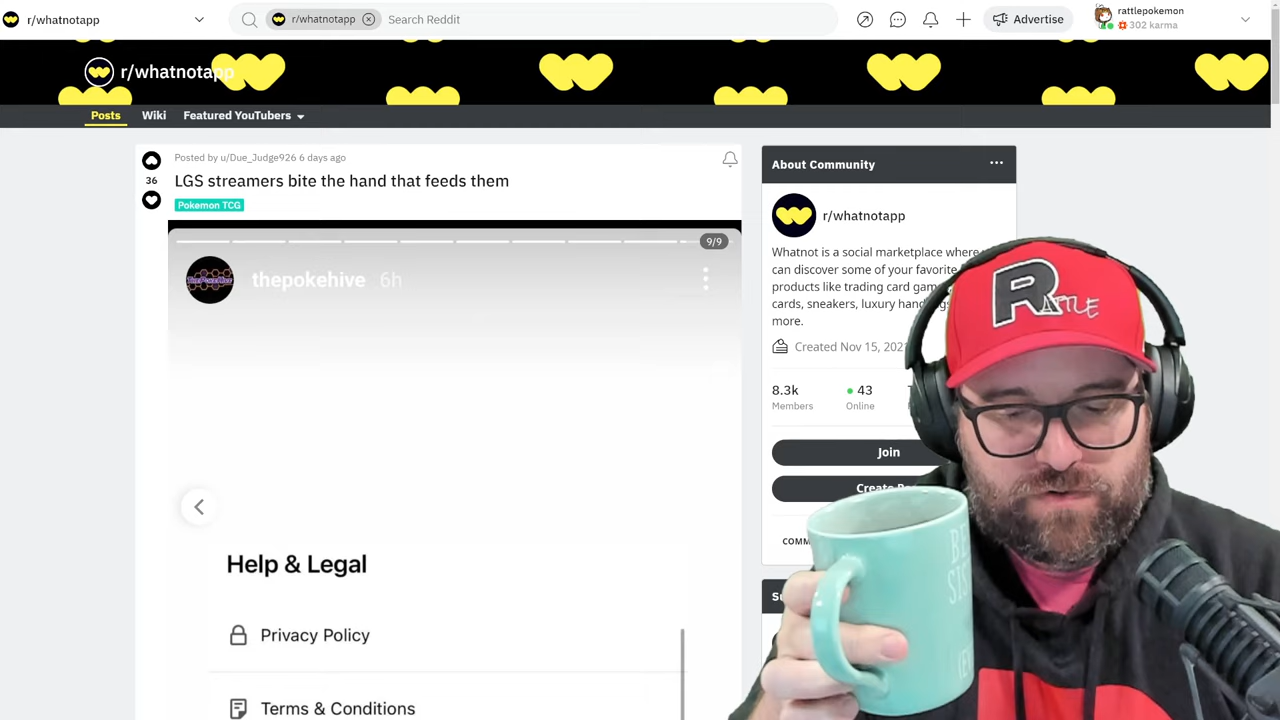 r/whatnotapp
r/whatnotapp
Search Reddit
Advertise
rattlepokemon
302 karma
r/whatnotapp
Posts
Wiki
Featured YouTubers
Posted by u/Due_Judge926 6 days ago
36
LGS streamers bite the hand that feeds them
Pokemon TCG
9/9
thepokehive 6h
Help & Legal
Privacy Policy
Terms & Conditions
About Community
r/whatnotapp
Whatnot is a social marketplace where
can discover some of your favorite
products like trading card
cards, sneakers, luxury
more.
Created Nov 15,
8.3k
Members
43
Online
Join
Create
R
RATTLE